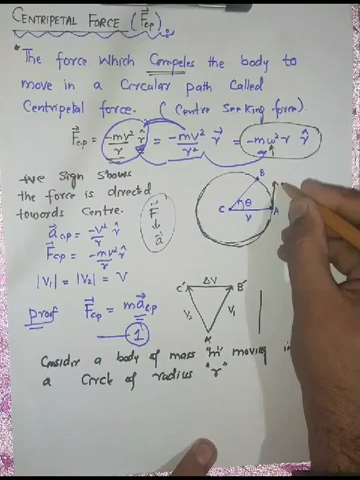 CENTRIPETAL FORCE (F⃗cp)
*The force which Compeles the body to
move in a Circular path Called
Centripetal force. (Centre Seeking force).
F⃗cp = -mv²/r r̂ = -mv²/r² r⃗ = -mω²r r̂
-ve sign shows
the force is directed
towards Centre.
F⃗
↓
a⃗
a⃗cp = -v²/r r̂
F⃗cp = -mv²/r r̂
|V₁| = |V₂| = V
B
C θ A
r
Proof F⃗cp = ma⃗cp
1
C' ΔV B'
V₂ V₁
A'
Consider a body of mass "m" moving in
a Circle of radius "r"